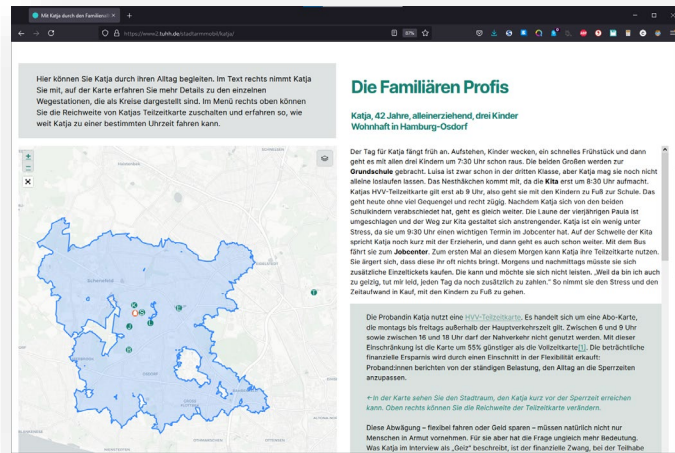 Mit Katja durch den Familienall
https://www2.tuhh.de/stadtarmmobil/katja/
87%
Hier können Sie Katja durch ihren Alltag begleiten. Im Text rechts nimmt Katja
Sie mit, auf der Karte erfahren Sie mehr Details zu den einzelnen
Wegestationen, die als Kreise dargestellt sind. Im Menü rechts oben können
Sie die Reichweite von Katjas Teilzeitkarte zuschalten und erfahren so, wie
weit Katja zu einer bestimmten Uhrzeit fahren kann.
Schenefeld
K
S
J
L
E
B
T
Die Familiären Profis
Katja, 42 Jahre, alleinerziehend, drei Kinder
Wohnhaft in Hamburg-Osdorf
Der Tag für Katja fängt früh an. Aufstehen, Kinder wecken, ein schnelles Frühstück und dann
geht es mit allen drei Kindern um 7:30 Uhr schon raus. Die beiden Großen werden zur
Grundschule gebracht. Luisa ist zwar schon in der dritten Klasse, aber Katja mag sie noch nicht
alleine loslaufen lassen. Das Nesthäkchen kommt mit, da die Kita erst um 8:30 Uhr aufmacht.
Katjas HVV-Teilzeitkarte gilt erst ab 9 Uhr, also geht sie mit den Kindern zu Fuß zur Schule. Das
geht heute ohne viel Gequengel und recht zügig. Nachdem Katja sich von den beiden
Schulkindern verabschiedet hat, geht es gleich weiter. Die Laune der vierjährigen Paula ist
umgeschlagen und der Weg zur Kita gestaltet sich anstrengender. Katja ist ein wenig unter
Stress, da sie um 9:30 Uhr einen wichtigen Termin im Jobcenter hat. Auf der Schwelle der Kita
spricht Katja noch kurz mit der Erzieherin, und dann geht es auch schon weiter. Mit dem Bus
fährt sie zum Jobcenter. Zum ersten Mal an diesem Morgen kann Katja ihre Teilzeitkarte nutzen.
Sie ärgert sich, dass diese ihr oft nichts bringt. Morgens und nachmittags müsste sie sich
zusätzliche Einzeltickets kaufen. Die kann und möchte sie sich nicht leisten. „Weil da bin ich auch
zu geizig, tut mir leid, jeden Tag da noch zusätzlich zu zahlen." So nimmt sie den Stress und den
Zeitaufwand in Kauf, mit den Kindern zu Fuß zu gehen.
Die Probandin Katja nutzt eine HVV-Teilzeitkarte. Es handelt sich um eine Abo-Karte,
die montags bis freitags außerhalb der Hauptverkehrszeit gilt. Zwischen 6 und 9 Uhr
sowie zwischen 16 und 18 Uhr darf der Nahverkehr nicht genutzt werden. Mit dieser
Einschränkung ist die Karte um 55% günstiger als die Vollzeitkarte[1]. Die beträchtliche
finanzielle Ersparnis wird durch einen Einschnitt in der Flexibilität erkauft:
Proband:innen berichten von der ständigen Belastung, den Alltag an die Sperrzeiten
anzupassen.
+ In der Karte sehen Sie den Stadtraum, den Katja kurz vor der Sperrzeit erreichen
kann. Oben rechts können Sie die Reichweite der Teilzeitkarte verändern.
Diese Abwägung – flexibel fahren oder Geld sparen – müssen natürlich nicht nur
Menschen in Armut vornehmen. Für sie aber hat die Frage ungleich mehr Bedeutung.
Was Katja im Interview als „Geiz" beschreibt, ist der finanzielle Zwang, bei der Teilhabe